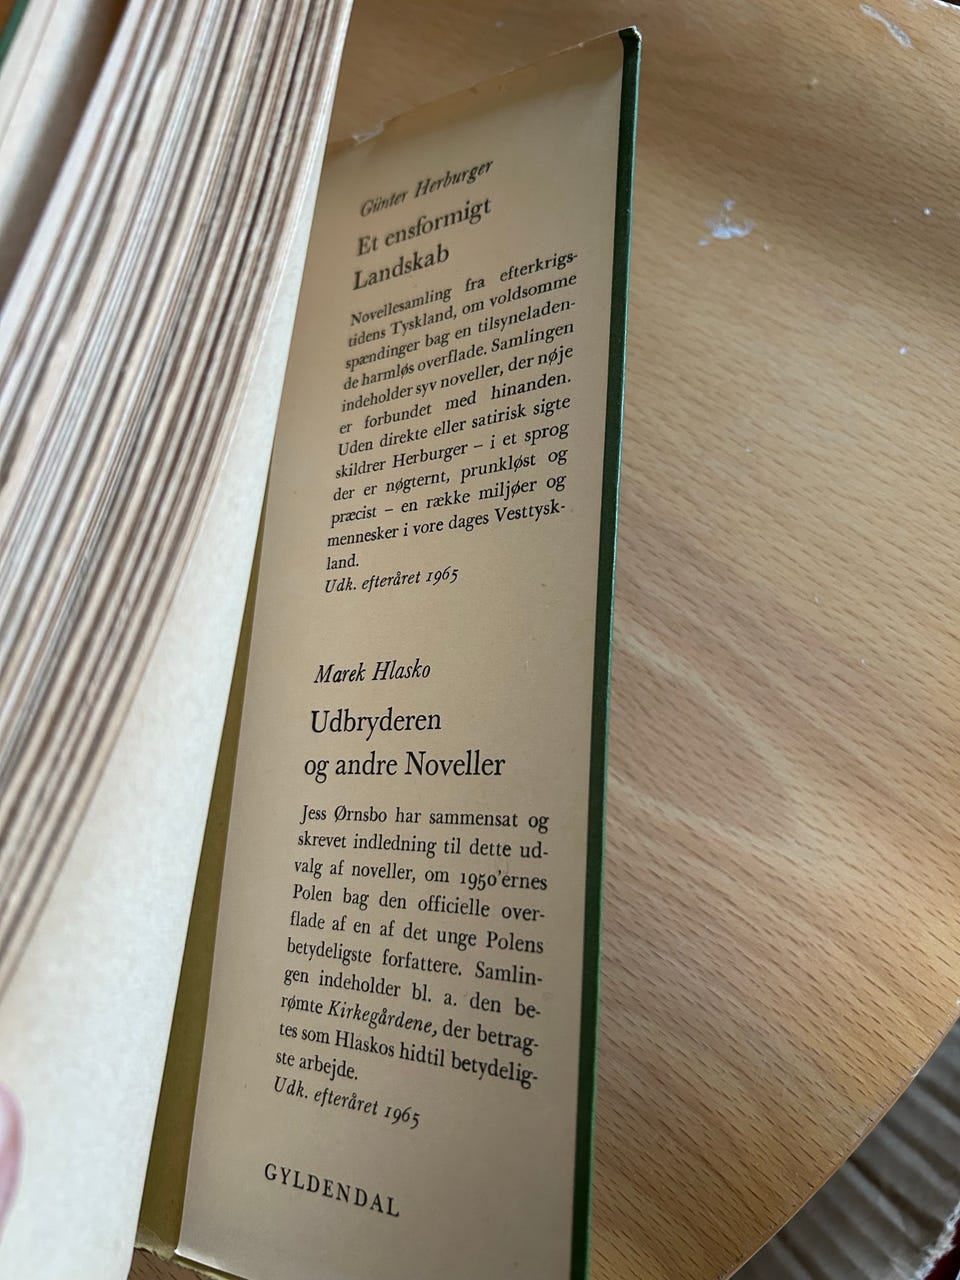 Günter Herburger
Et ensformigt
Landskab
Novellesamling fra efterkrigs-
tidens Tyskland, om voldsomme
spændinger bag en tilsyneladen-
de harmløs overflade. Samlingen
indeholder syv noveller, der nøje
er forbundet med hinanden.
Uden direkte eller satirisk sigte
skildrer Herburger – i et sprog
der er nøgternt, prunkløst og
præcist – en række miljøer og
mennesker i vore dages Vesttysk-
land.
Udk. efteråret 1965
Marek Hlasko
Udbryderen
og andre Noveller
Jess Ørnsbo har sammensat og
skrevet indledning til dette ud-
valg af noveller, om 1950'ernes
Polen bag den officielle over-
flade af en af det unge Polens
betydeligste forfattere. Samlin-
gen indeholder bl. a. den be-
rømte Kirkegårdene, der betrag-
tes som Hlaskos hidtil betydelig-
ste arbejde.
Udk. efteråret 1965
GYLDENDAL